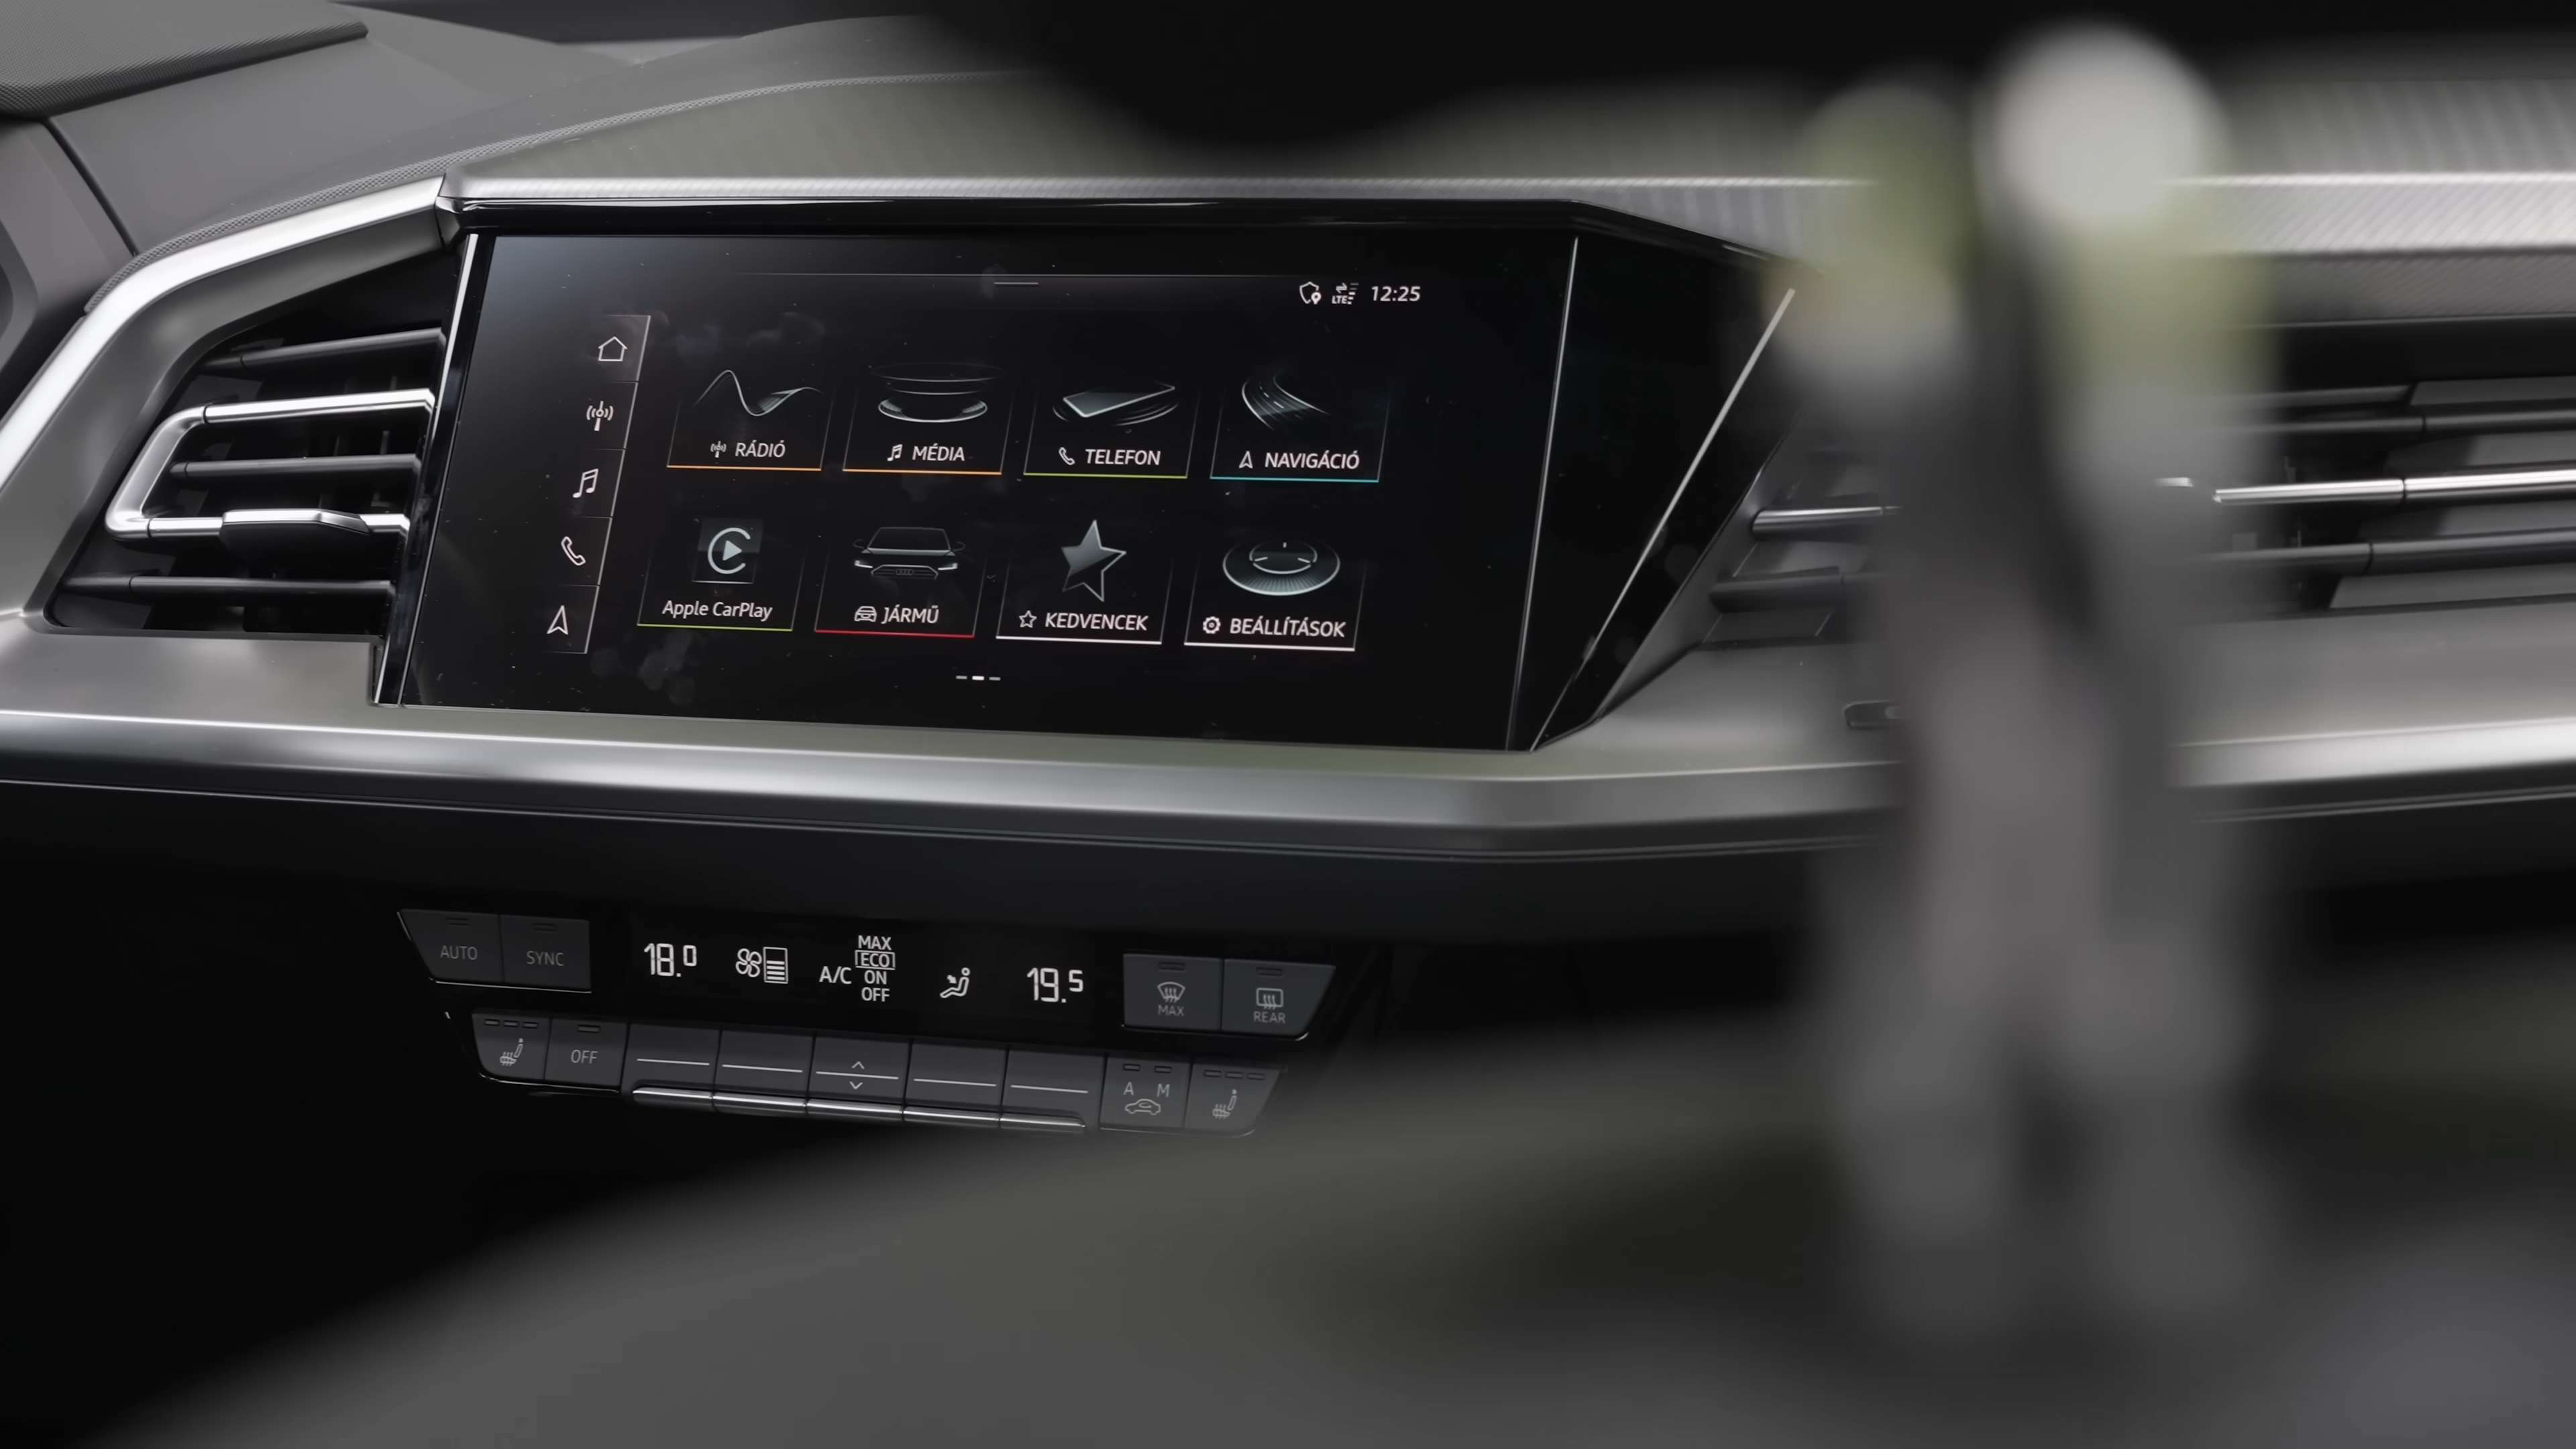 LTE 12:25
RÁDIÓ MÉDIA TELEFON NAVIGÁCIÓ
Apple CarPlay JÁRMŰ KEDVENCEK BEÁLLÍTÁSOK
AUTO SYNC 18.0 A/C MAX 19.5 MAX REAR
ECO
ON
OFF
OFF A M